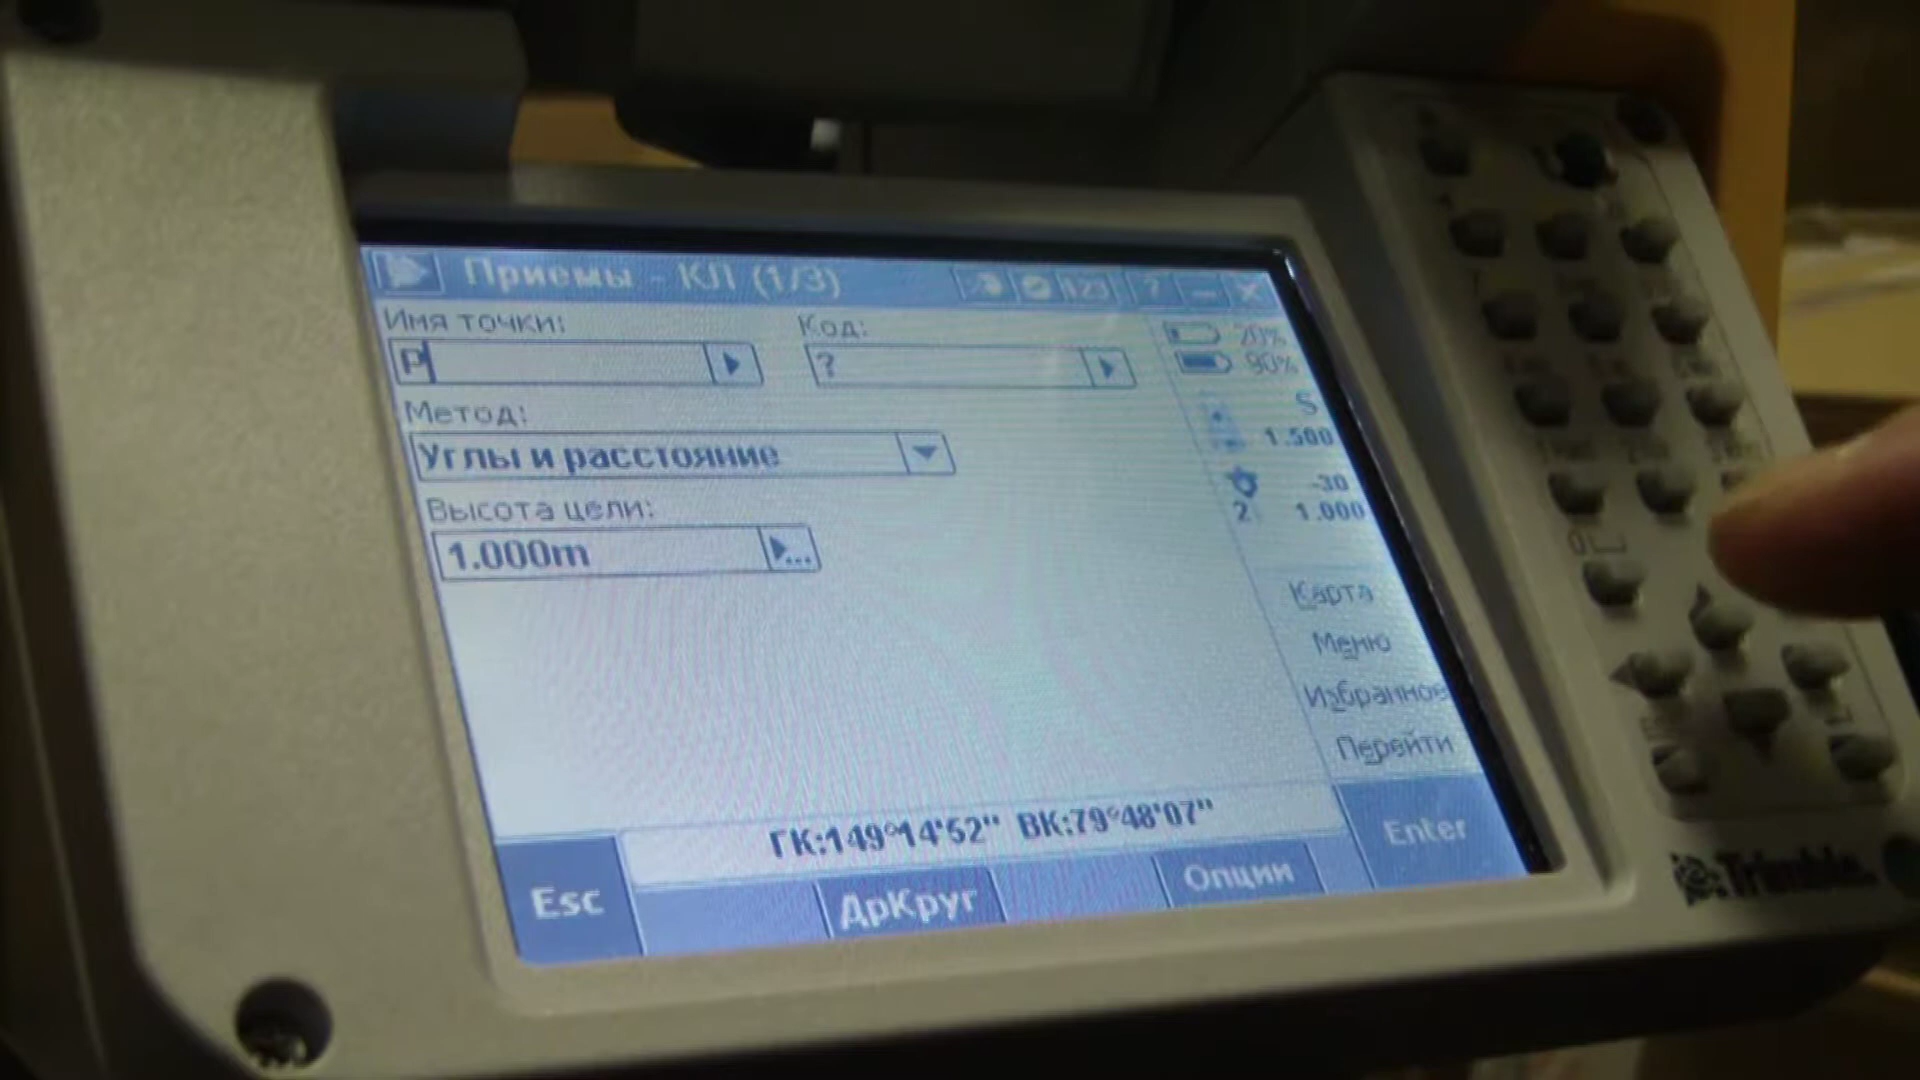 Приемы - КЛ (1/3)
123 ?
Имя точки:
Код:
P
?
20%
90%
Метод:
Углы и расстояние
S
1.500
Высота цели:
1.000m
-30
2 1.000
Карта
Меню
Избранное
Перейти
ГК:149°14'52" ВК:79°48'07"
Esc
ДрКруг
Опции
Enter
0
Trimble